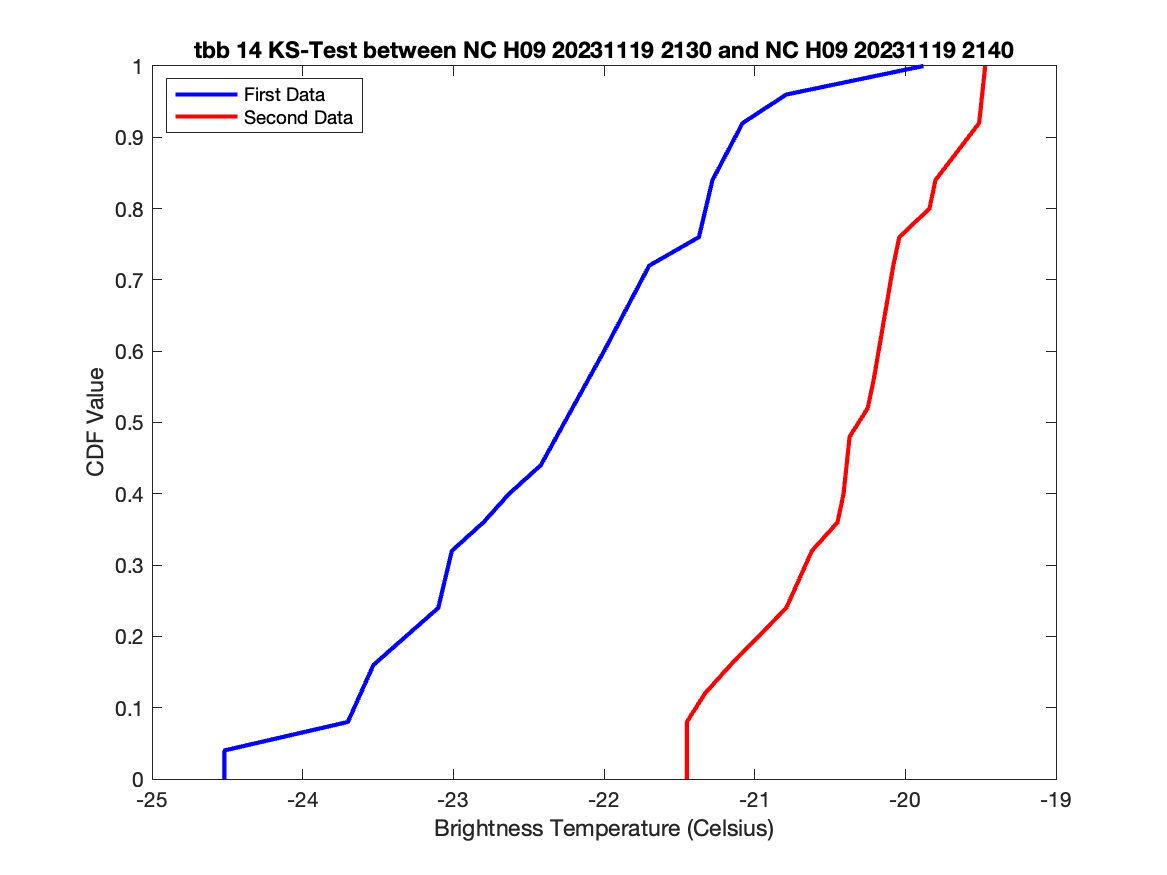 tbb 14 KS-Test between NC H09 20231119 2130 and NC H09 20231119 2140
First Data
Second Data
1
0.9
0.8
0.7
0.6
0.5
0.4
0.3
0.2
0.1
0
CDF Value
-25 -24 -23 -22 -21 -20 -19
Brightness Temperature (Celsius)